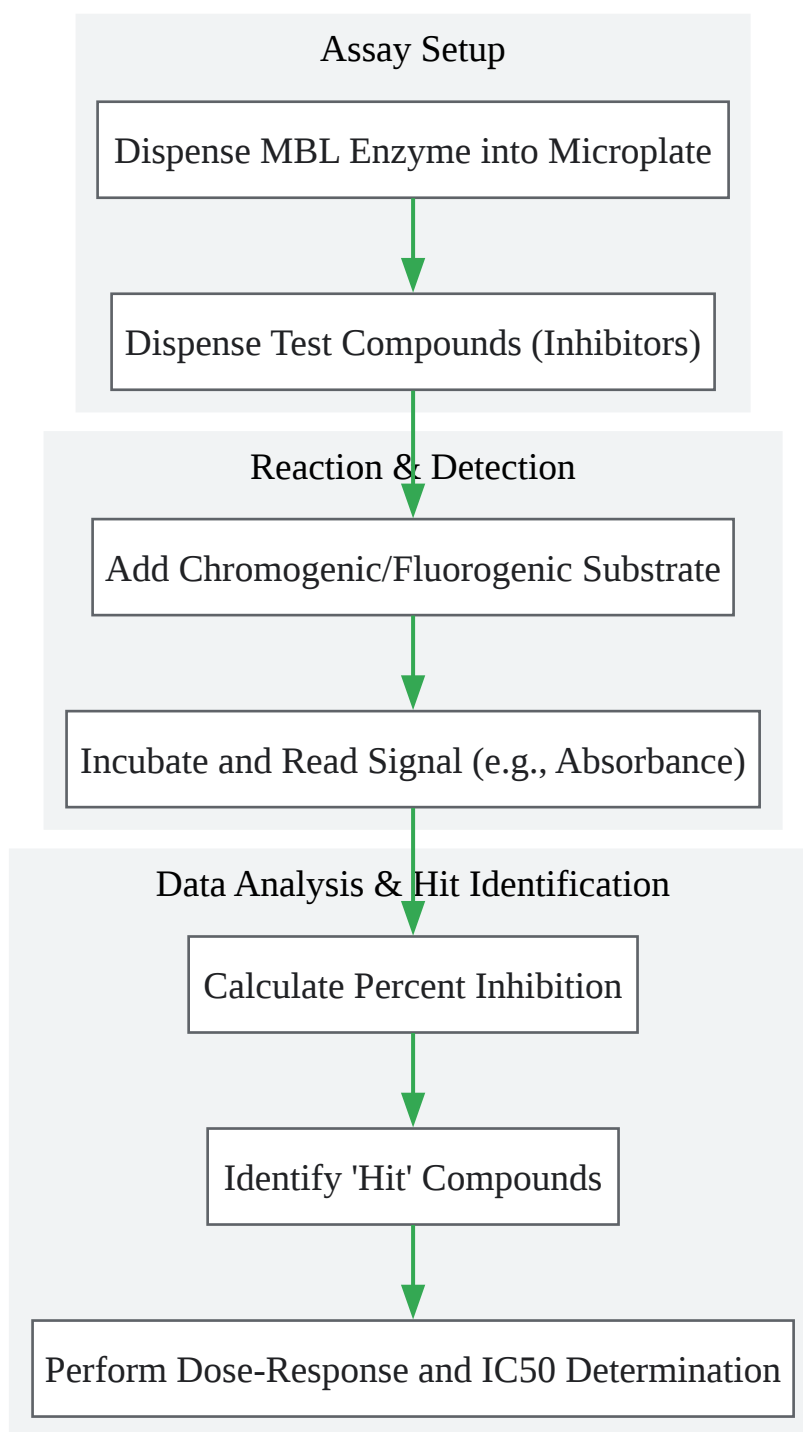 Assay Setup
Dispense MBL Enzyme into Microplate
Dispense Test Compounds (Inhibitors)
Reaction & Detection
Add Chromogenic/Fluorogenic Substrate
Incubate and Read Signal (e.g., Absorbance)
Data Analysis & Hit Identification
Calculate Percent Inhibition
Identify 'Hit' Compounds
Perform Dose-Response and IC50 Determination